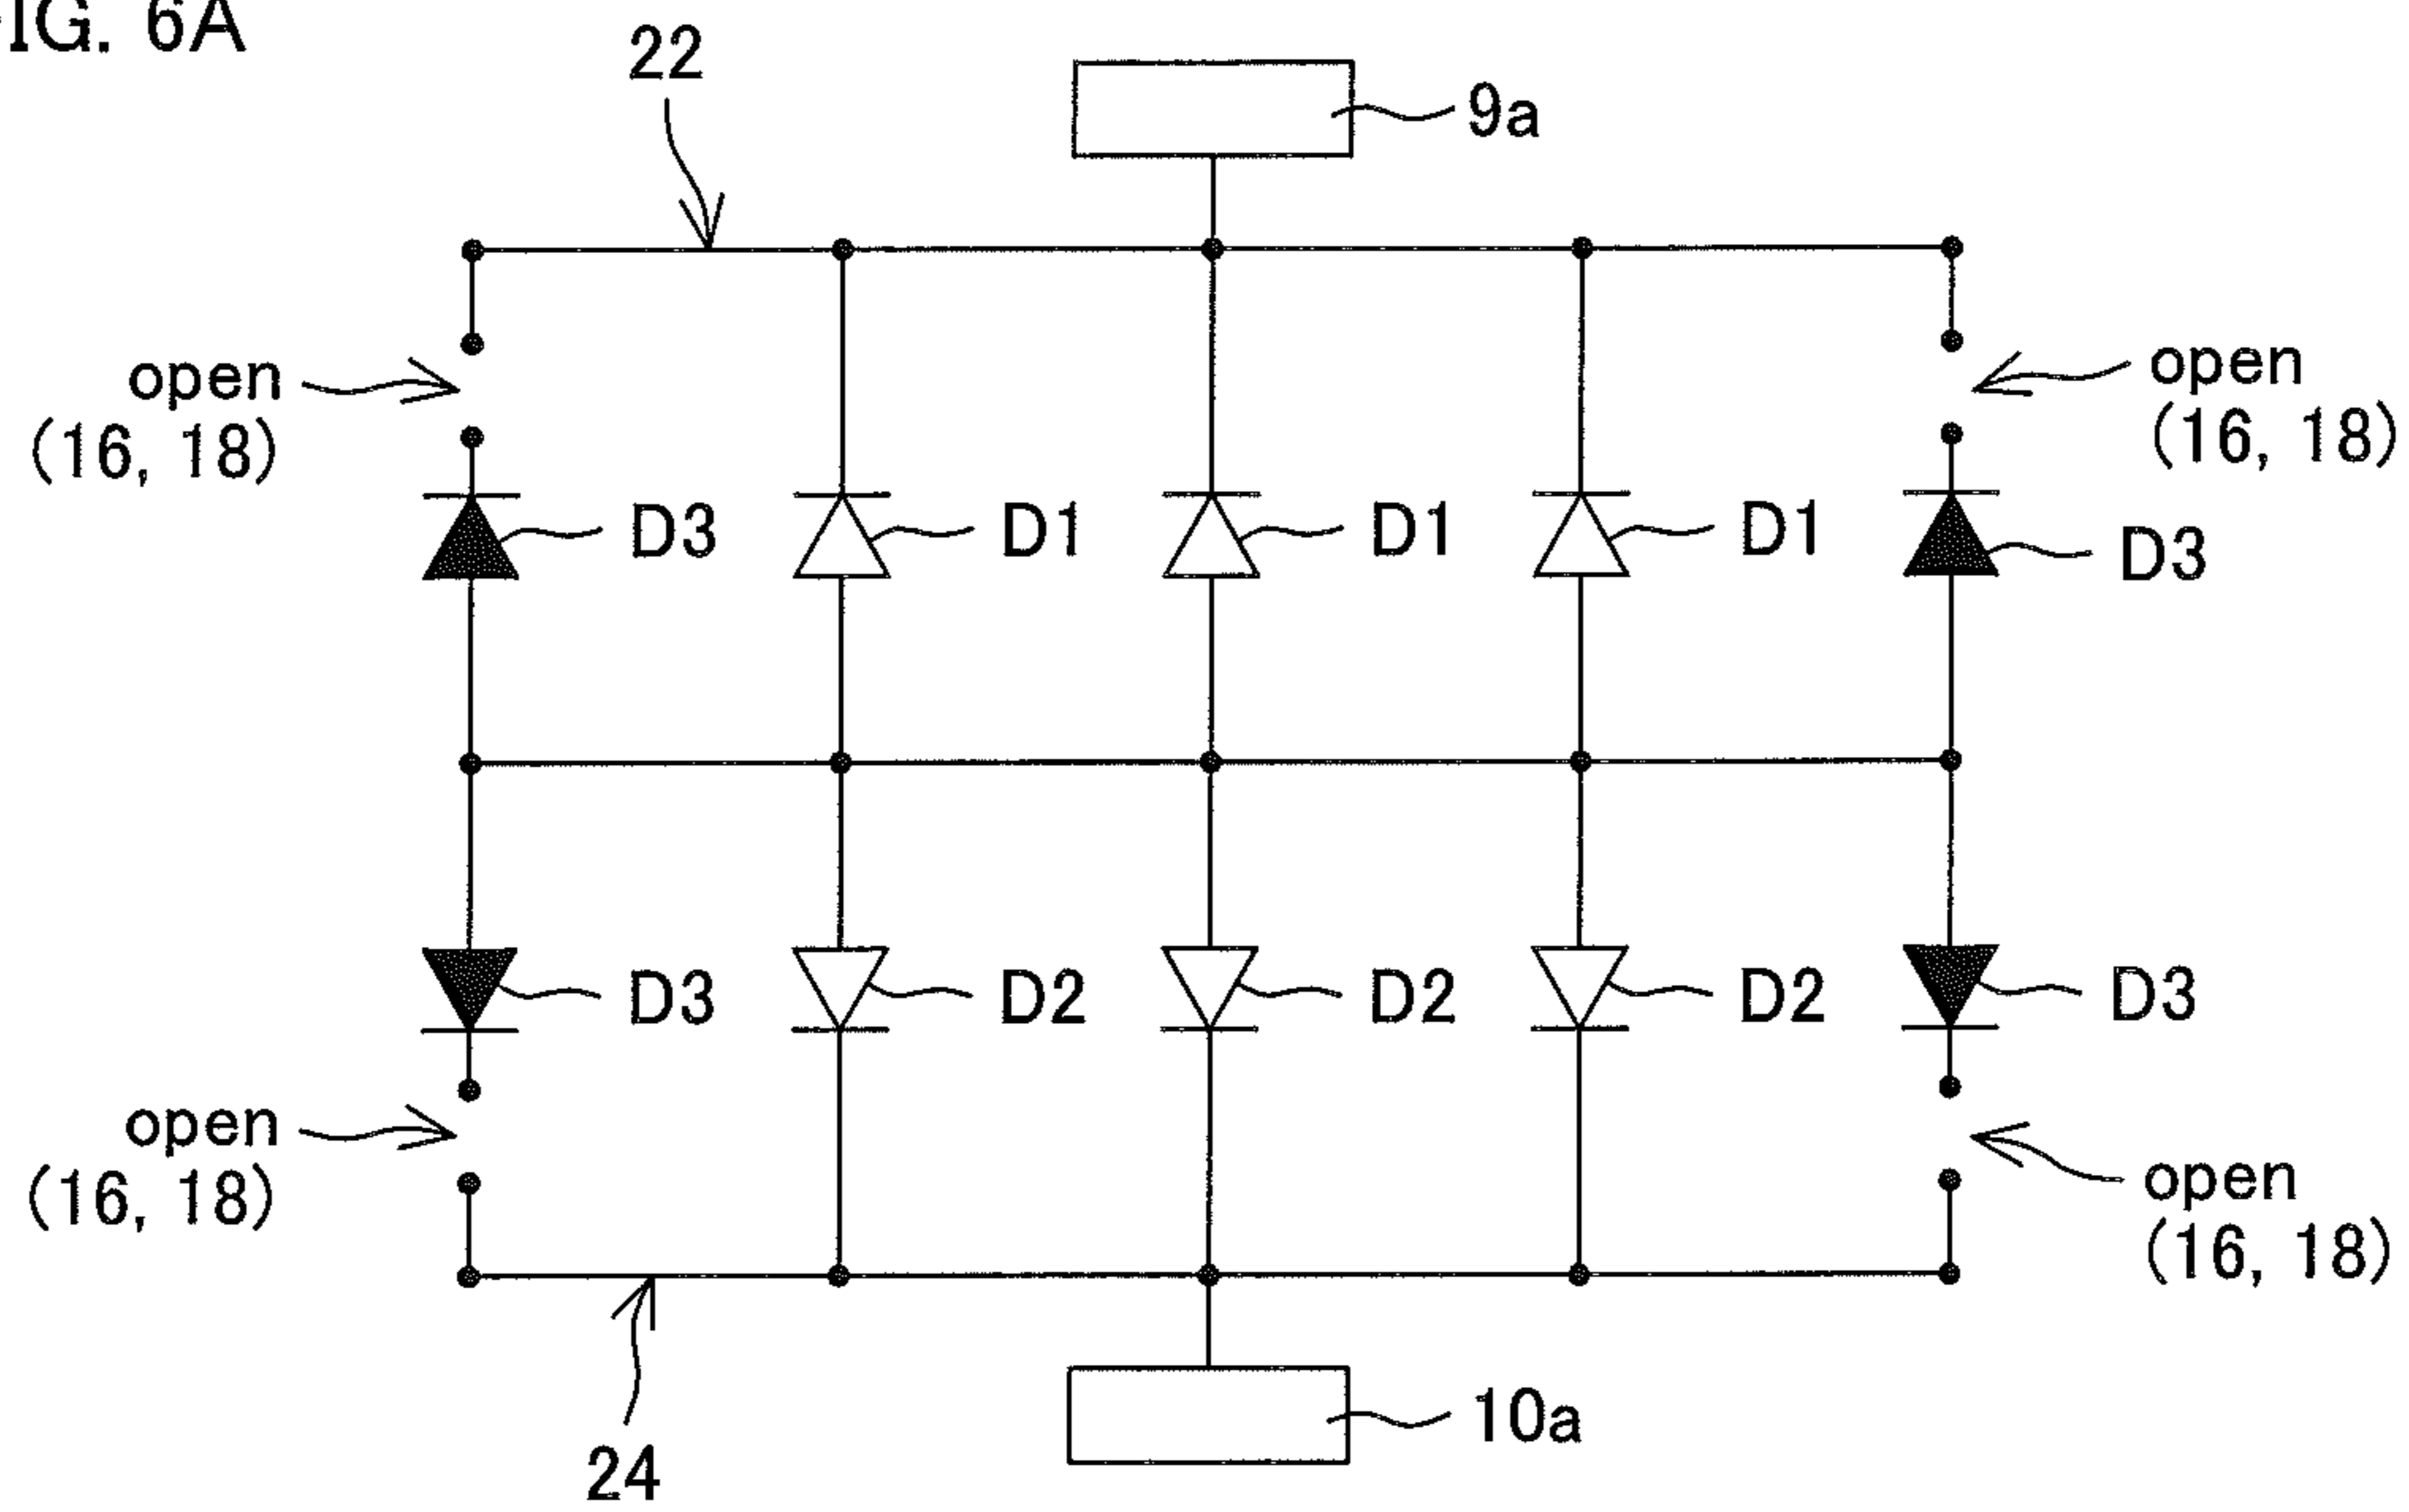 IG. 6A
22
9a
open
(16, 18)
open
(16, 18)
D3
D1
D1
D1
D3
D3
D2
D2
D2
D3
open
(16, 18)
open
(16, 18)
10a
24